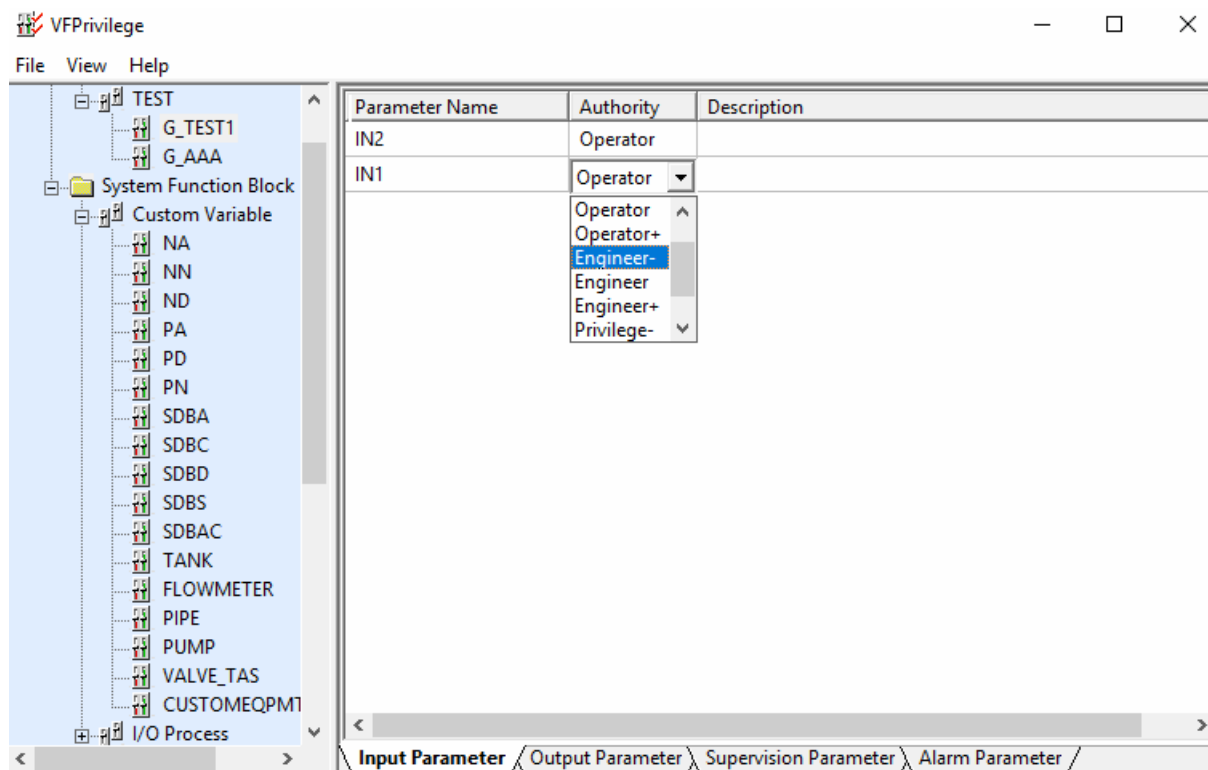 VFPrivilege
File View Help
TEST
G_TEST1
G_AAA
System Function Block
Custom Variable
NA
NN
ND
PA
PD
PN
SDBA
SDBC
SDBD
SDBS
SDBAC
TANK
FLOWMETER
PIPE
PUMP
VALVE_TAS
CUSTOMEQPMT
I/O Process
Parameter Name Authority Description
IN2 Operator
IN1 Operator
Operator
Operator+
Engineer-
Engineer
Engineer+
Privilege-
Input Parameter Output Parameter Supervision Parameter Alarm Parameter